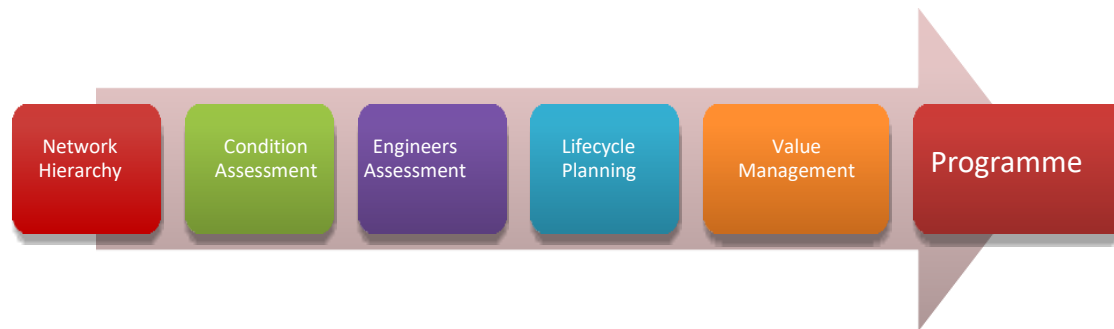 Network
Hierarchy
Condition
Assessment
Engineers
Assessment
Lifecycle
Planning
Value
Management
Programme